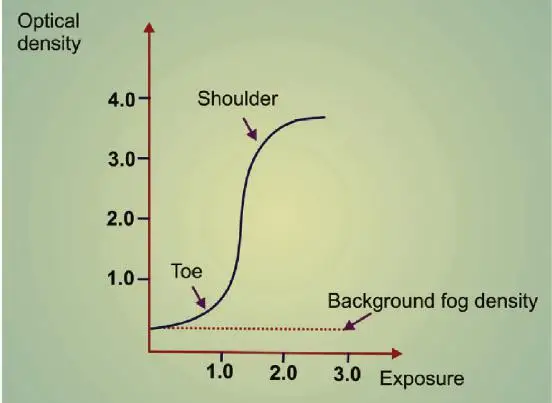 Optical
density
4.0
Shoulder
3.0
2.0
1.0
Toe
Background fog density
1.0 2.0 3.0 Exposure